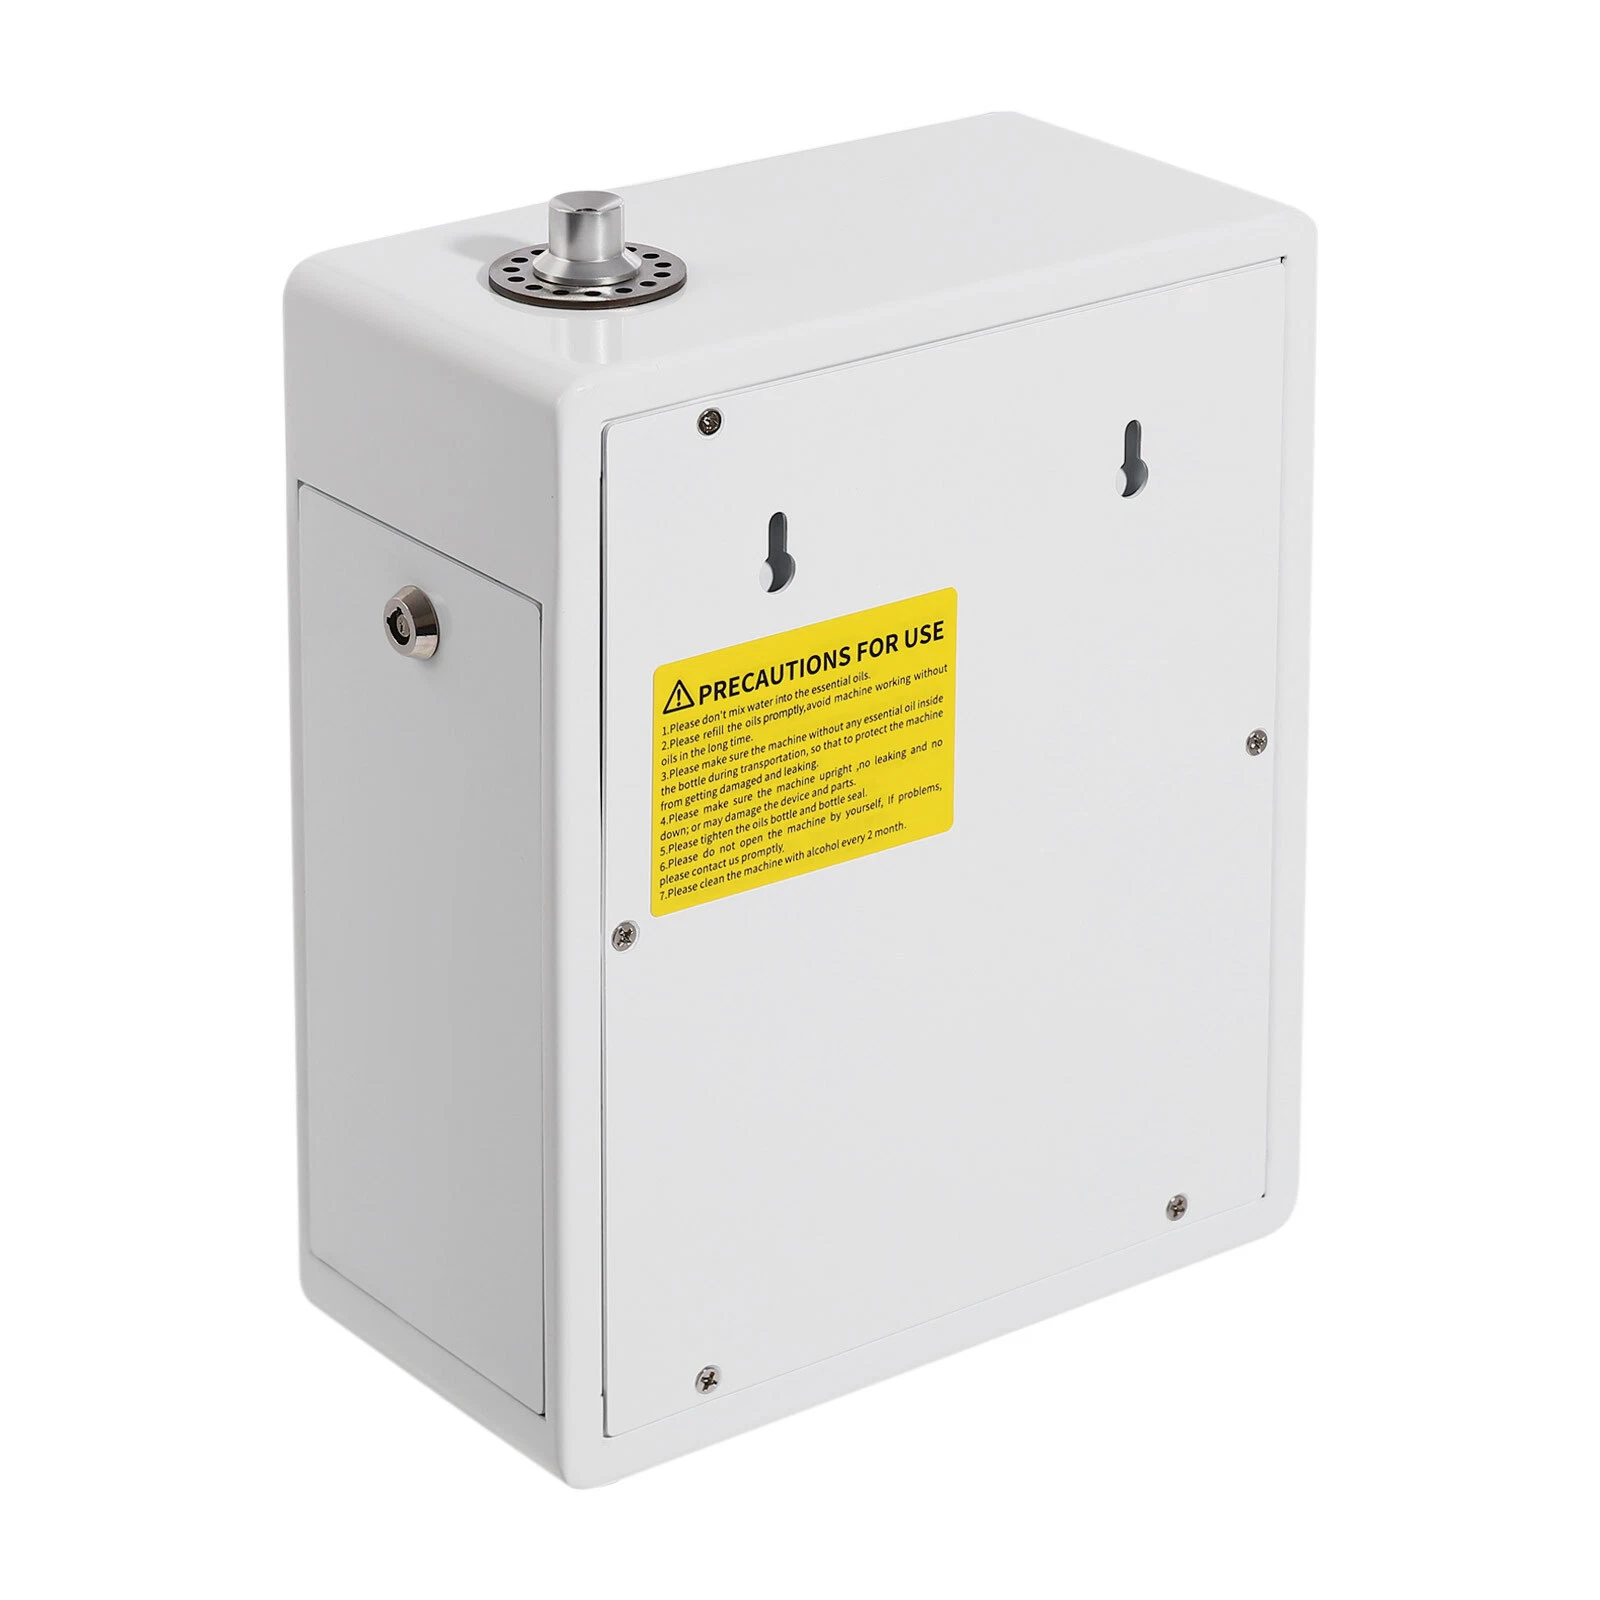 PRECAUTIONS FOR USE
1.Please don't mix water into the essential oils.
2.Please refill the oils promptly,avoid machine working without
oils in the long time.
3.Please make sure the machine without any essential oil inside
the bottle during transportation, so that to protect the machine
from getting damaged and leaking.
4.Please make sure the machine upright ,no leaking and no
down; or may damage the device and parts.
5.Please tighten the oils bottle and bottle seal.
6.Please do not open the machine by yourself, If problems,
please contact us promptly.
7.Please clean the machine with alcohol every 2 month.